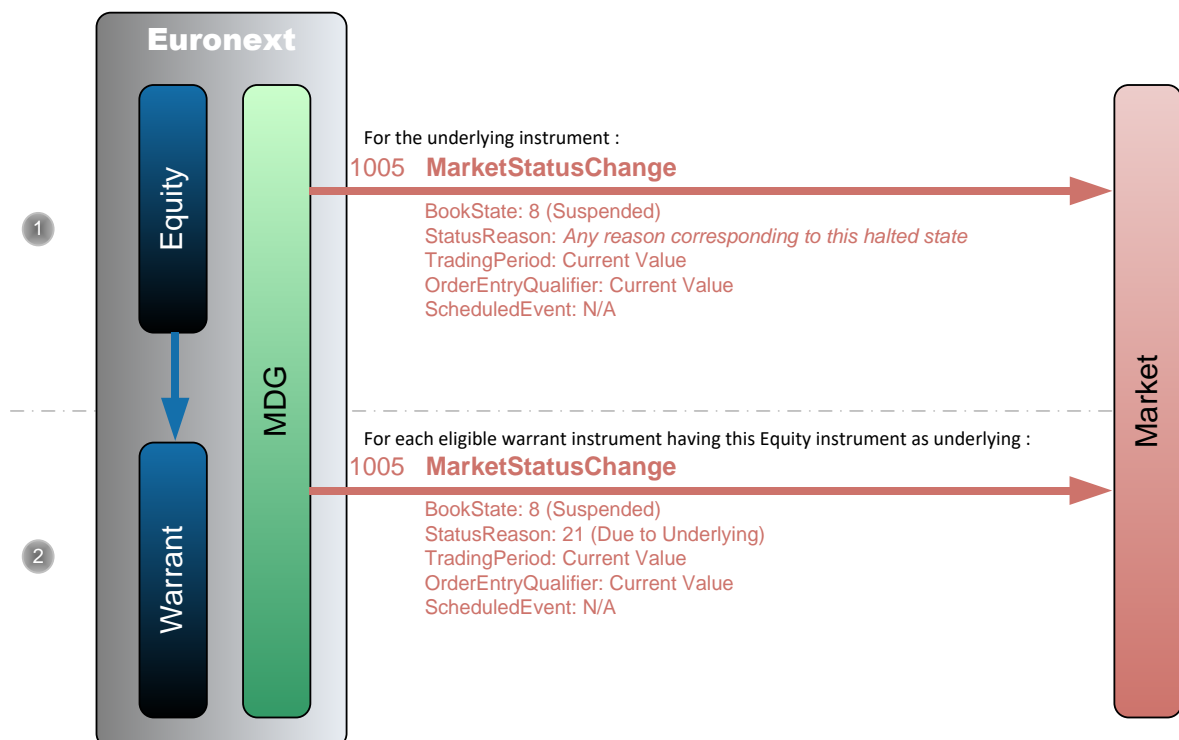 Euronext
Equity
MDG
Market
1
For the underlying instrument :
1005 MarketStatusChange
BookState: 8 (Suspended)
StatusReason: Any reason corresponding to this halted state
TradingPeriod: Current Value
OrderEntryQualifier: Current Value
ScheduledEvent: N/A
2
Warrant
For each eligible warrant instrument having this Equity instrument as underlying :
1005 MarketStatusChange
BookState: 8 (Suspended)
StatusReason: 21 (Due to Underlying)
TradingPeriod: Current Value
OrderEntryQualifier: Current Value
ScheduledEvent: N/A